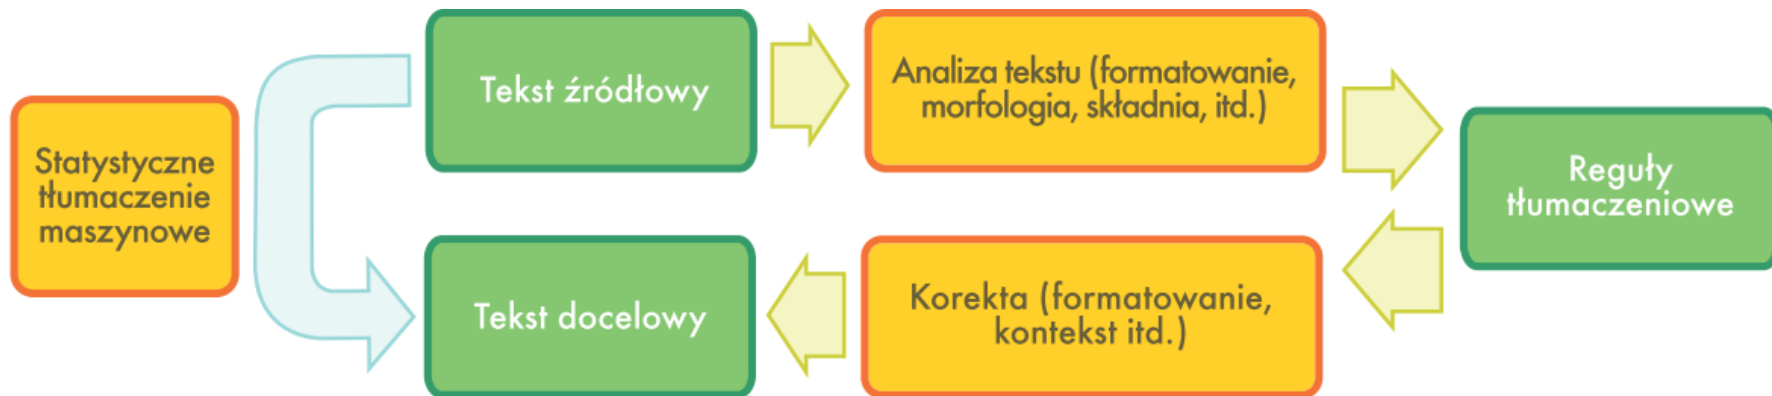 Statystyczne
tłumaczenie
maszynowe
Tekst źródłowy
Analiza tekstu (formatowanie,
morfologia, składnia, itd.)
Reguły
tłumaczeniowe
Korekta (formatowanie,
kontekst itd.)
Tekst docelowy